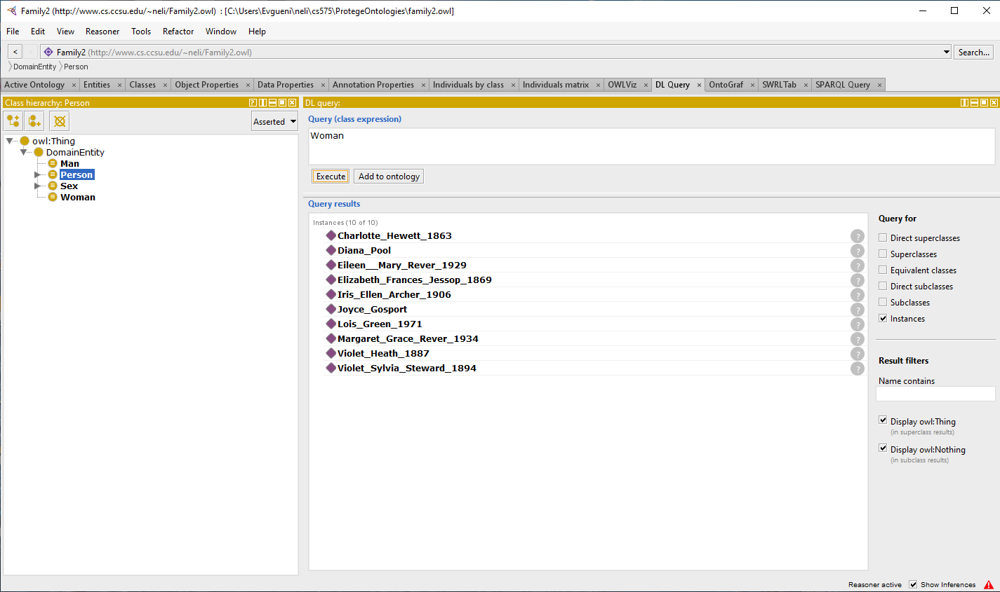 Family2 (http://www.cs.ccsu.edu/~neli/Family2.owl) : [C:\Users\Evgueni\neli\cs575\ProtegeOntologies\family2.owl]
File Edit View Reasoner Tools Refactor Window Help
< > Family2 (http://www.cs.ccsu.edu/~neli/Family2.owl) Search...
DomainEntity Person
Active Ontology × Entities × Classes × Object Properties × Data Properties × Annotation Properties × Individuals by class × Individuals matrix × OWLViz × DL Query × OntoGraf × SWRLTab × SPARQL Query ×
Class hierarchy: Person
Asserted
owl:Thing
DomainEntity
Man
Person
Sex
Woman
DL query:
Query (class expression)
Woman
Execute Add to ontology
Query results
Instances (10 of 10)
Charlotte_Hewett_1863 ?
Diana_Pool ?
Eileen__Mary_Rever_1929 ?
Elizabeth_Frances_Jessop_1869 ?
Iris_Ellen_Archer_1906 ?
Joyce_Gosport ?
Lois_Green_1971 ?
Margaret_Grace_Rever_1934 ?
Violet_Heath_1887 ?
Violet_Sylvia_Steward_1894 ?
Query for
Direct superclasses
Superclasses
Equivalent classes
Direct subclasses
Subclasses
Instances
Result filters
Name contains
Display owl:Thing
(in superclass results)
Display owl:Nothing
(in subclass results)
Reasoner active Show Inferences